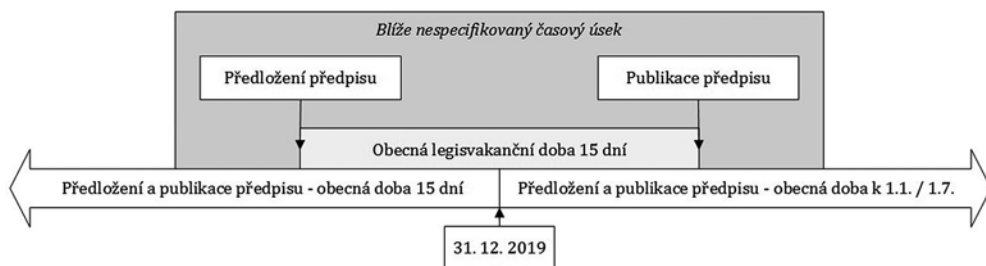 Blíže nespecifikovaný časový úsek
Předložení předpisu
Publikace předpisu
Obecná legisvakanční doba 15 dní
Předložení a publikace předpisu - obecná doba 15 dní
Předložení a publikace předpisu - obecná doba k 1.1. / 1.7.
31. 12. 2019